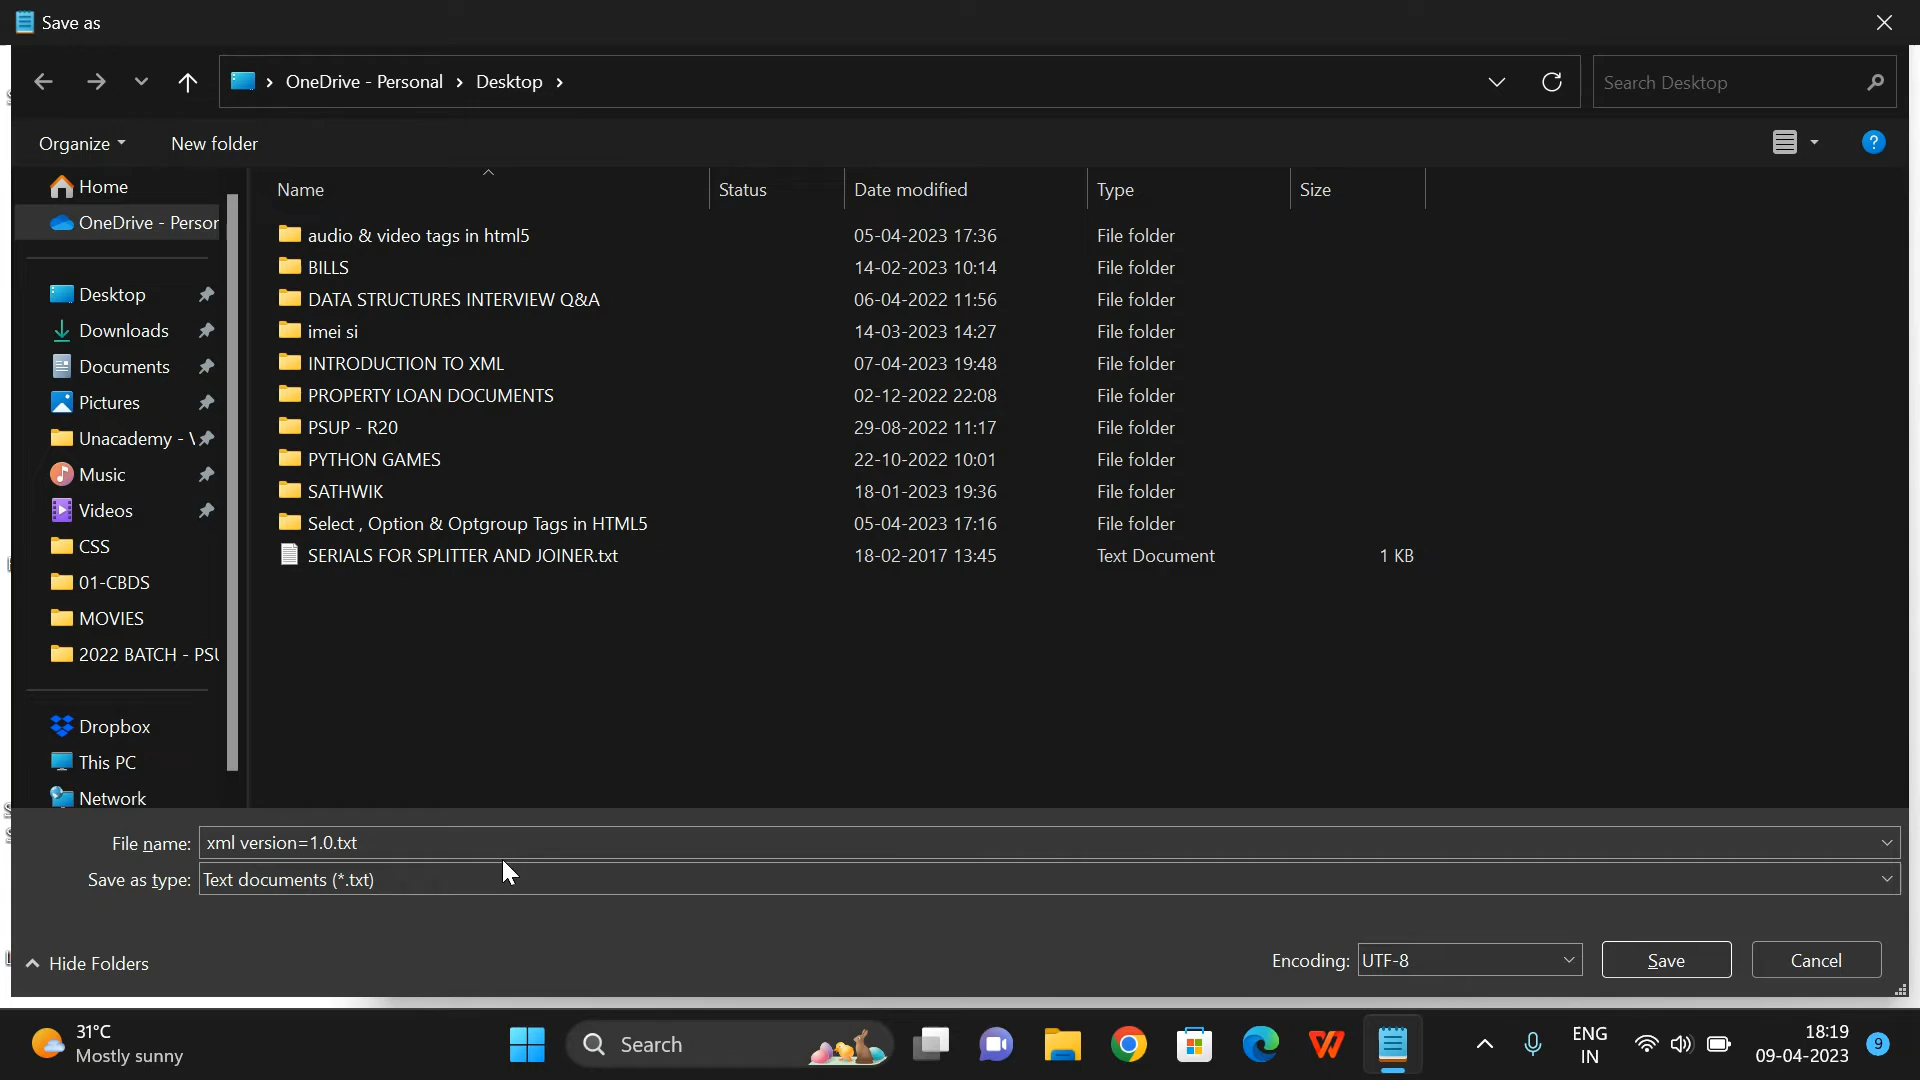 Save as
OneDrive - Personal > Desktop >
Search Desktop
Organize
New folder
Name
Status
Date modified
Type
Size
Home
OneDrive - Persor
Desktop
Downloads
Documents
Pictures
Unacademy - \
Music
Videos
CSS
01-CBDS
MOVIES
2022 BATCH - PSU
Dropbox
This PC
Network
audio & video tags in html5 05-04-2023 17:36 File folder
BILLS 14-02-2023 10:14 File folder
DATA STRUCTURES INTERVIEW Q&A 06-04-2022 11:56 File folder
imei si 14-03-2023 14:27 File folder
INTRODUCTION TO XML 07-04-2023 19:48 File folder
PROPERTY LOAN DOCUMENTS 02-12-2022 22:08 File folder
PSUP - R20 29-08-2022 11:17 File folder
PYTHON GAMES 22-10-2022 10:01 File folder
SATHWIK 18-01-2023 19:36 File folder
Select , Option & Optgroup Tags in HTML5 05-04-2023 17:16 File folder
SERIALS FOR SPLITTER AND JOINER.txt 18-02-2017 13:45 Text Document 1 KB
File name: xml version=1.0.txt
Save as type: Text documents (*.txt)
Hide Folders
Encoding: UTF-8
Save
Cancel
31°C
Mostly sunny
Search
ENG
IN
18:19
09-04-2023
9